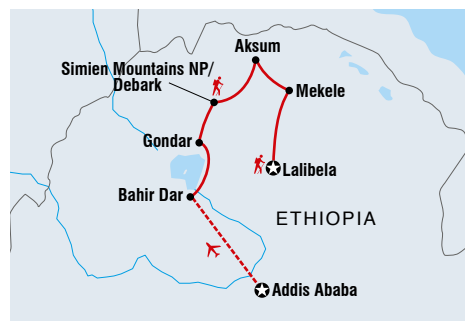 Aksum
Simien Mountains NP/
Debark
Mekele
Gondar
Lalibela
Bahir Dar
ETHIOPIA
Addis Ababa